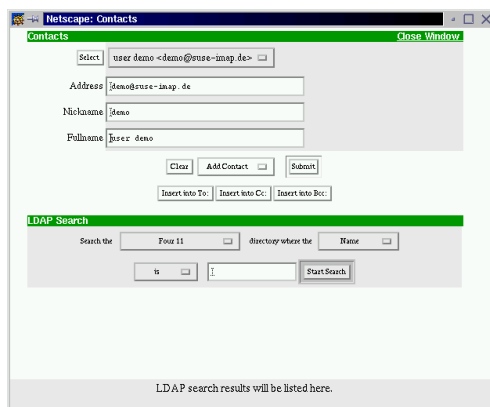 Netscape: Contacts
Contacts Close Window
Select user demo <demo@suse-imap.de>
Address demo@suse-imap.de
Nickname demo
Fullname user demo
Clear Add Contact Submit
Insert into To: Insert into Cc: Insert into Bcc:
LDAP Search
Search the Four 11 directory where the Name
is Start Search
LDAP search results will be listed here.